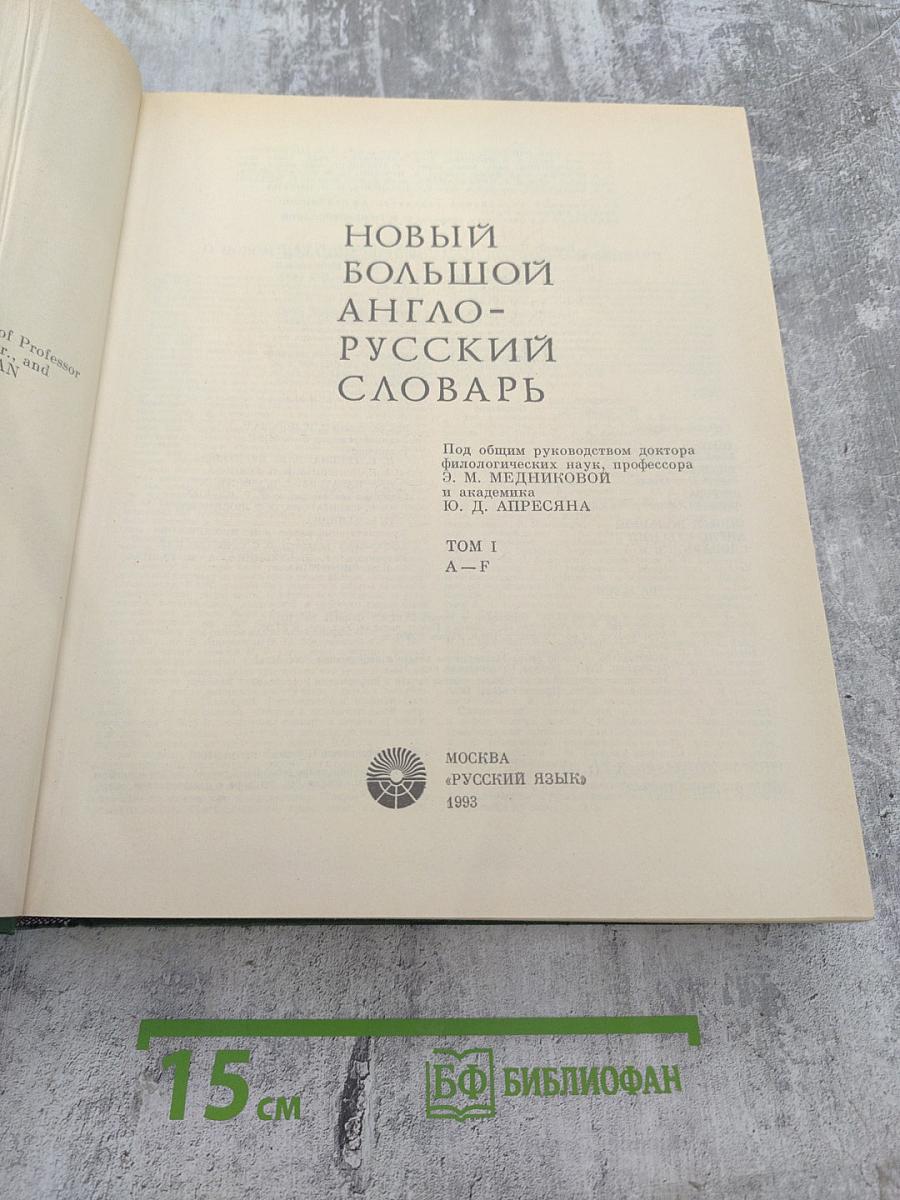 of Professor
r., and
AN
НОВЫЙ
БОЛЬШОЙ
АНГЛО-
РУССКИЙ
СЛОВАРЬ
Под общим руководством доктора
филологических наук, профессора
Э. М. МЕДНИКОВОЙ
и академика
Ю. Д. АПРЕСЯНА
ТОМ I
A — F
МОСКВА
«РУССКИЙ ЯЗЫК»
1993
15 см
БФ БИБЛИОФАН